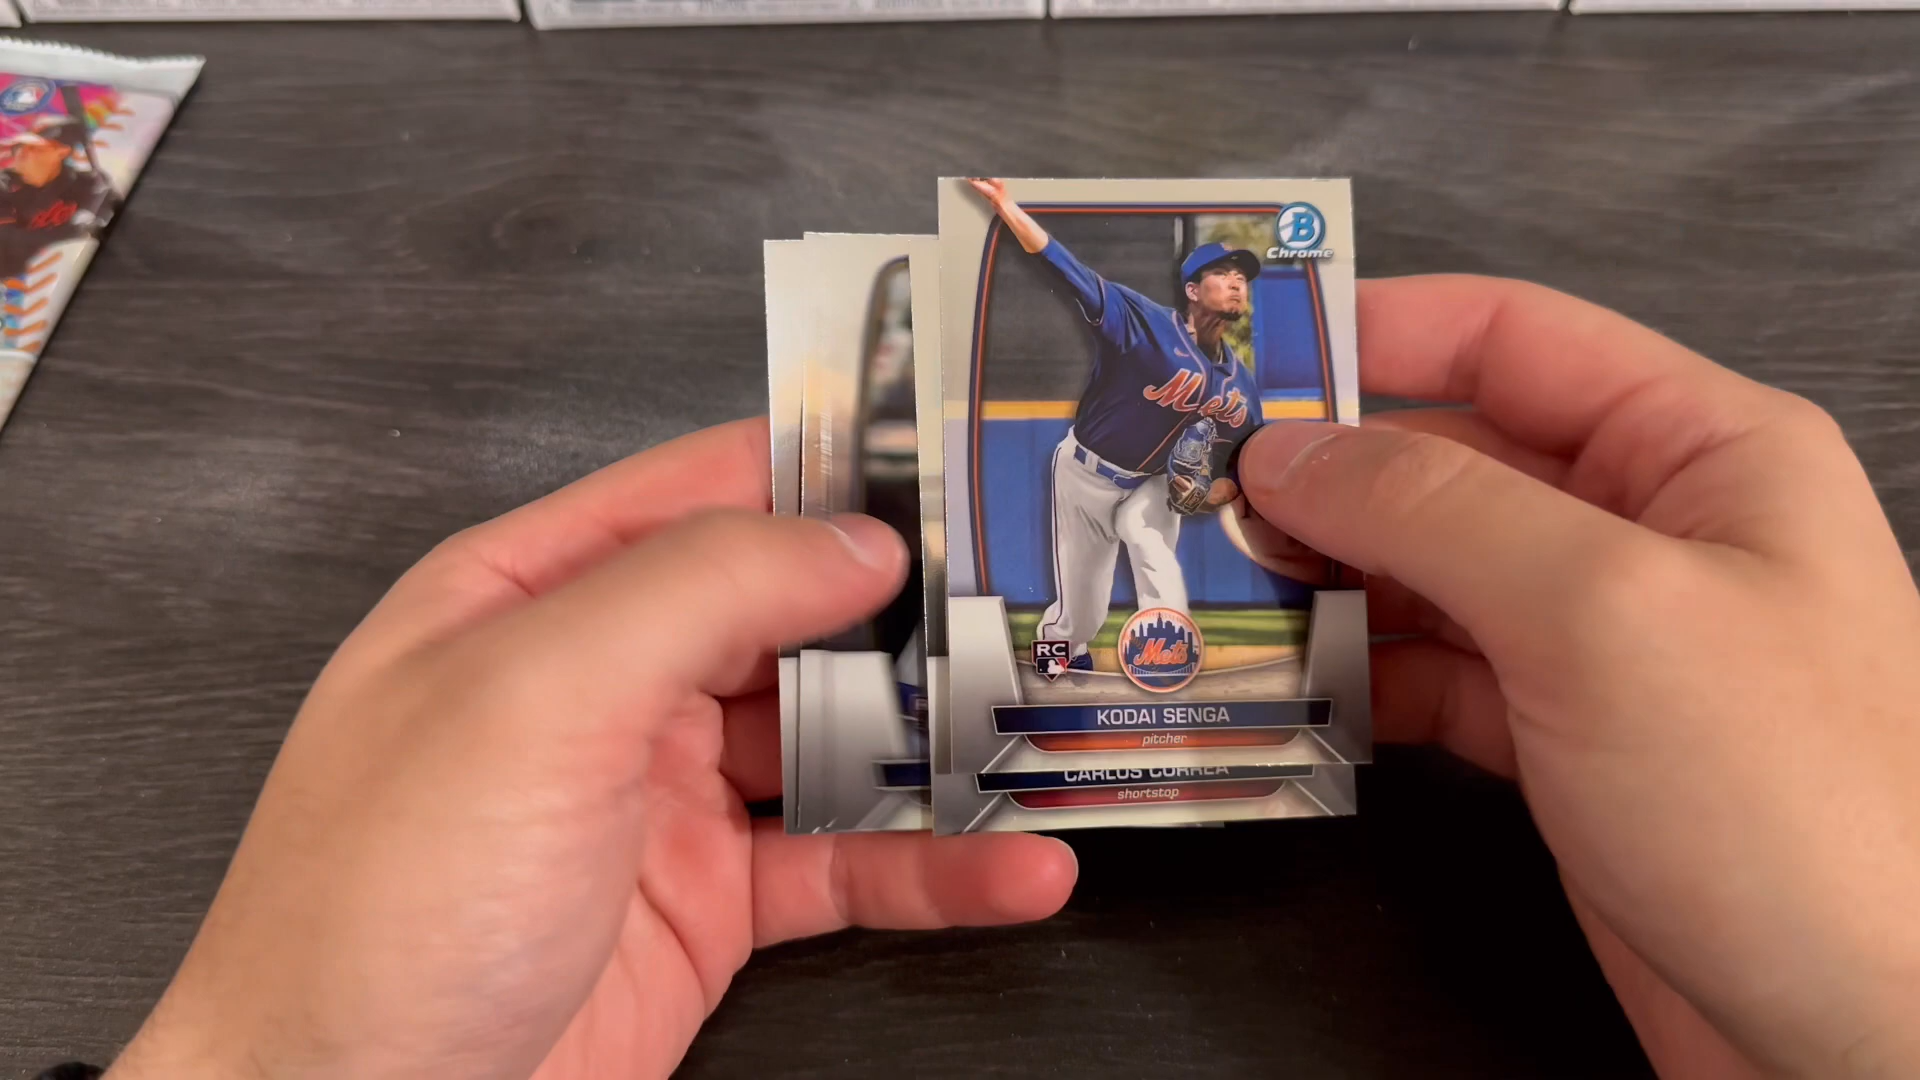 B
Chrome
Mets
RC
Mets
KODAI SENGA
pitcher
CARLOS CORREA
shortstop